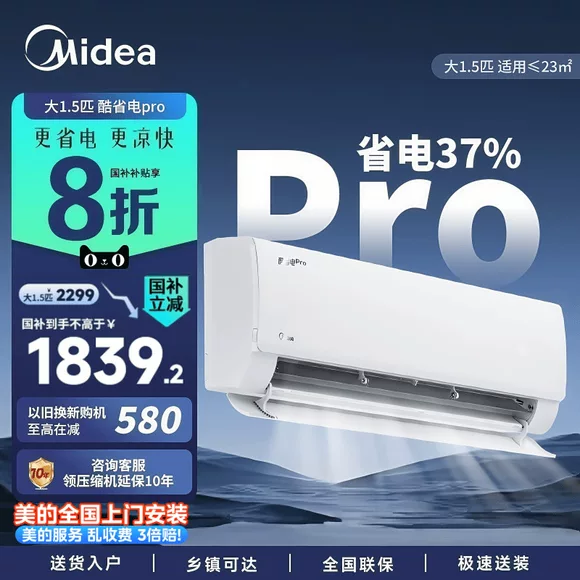 Midea
大1.5匹 适用≤23㎡
大1.5匹 酷省电pro
更省电 更凉快
国补补贴享
8折
省电37%
Pro
大1.5匹 2299
国补立减
国补到手不高于¥
1839.2
以旧换新购机
至高在减
580
10年
咨询客服
领压缩机延保10年
美的全国上门安装
美的服务 乱收费 3倍赔!
送货入户
乡镇可达
全国联保
极速送装